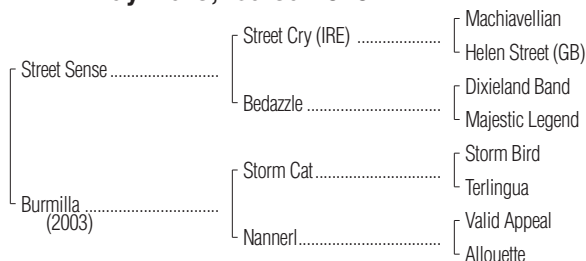 Machiavellian
Street Cry (IRE)
Helen Street (GB)
Street Sense
Dixieland Band
Bedazzle
Majestic Legend
Storm Bird
Storm Cat
Terlingua
Burmilla
(2003)
Valid Appeal
Nannerl
Allouette